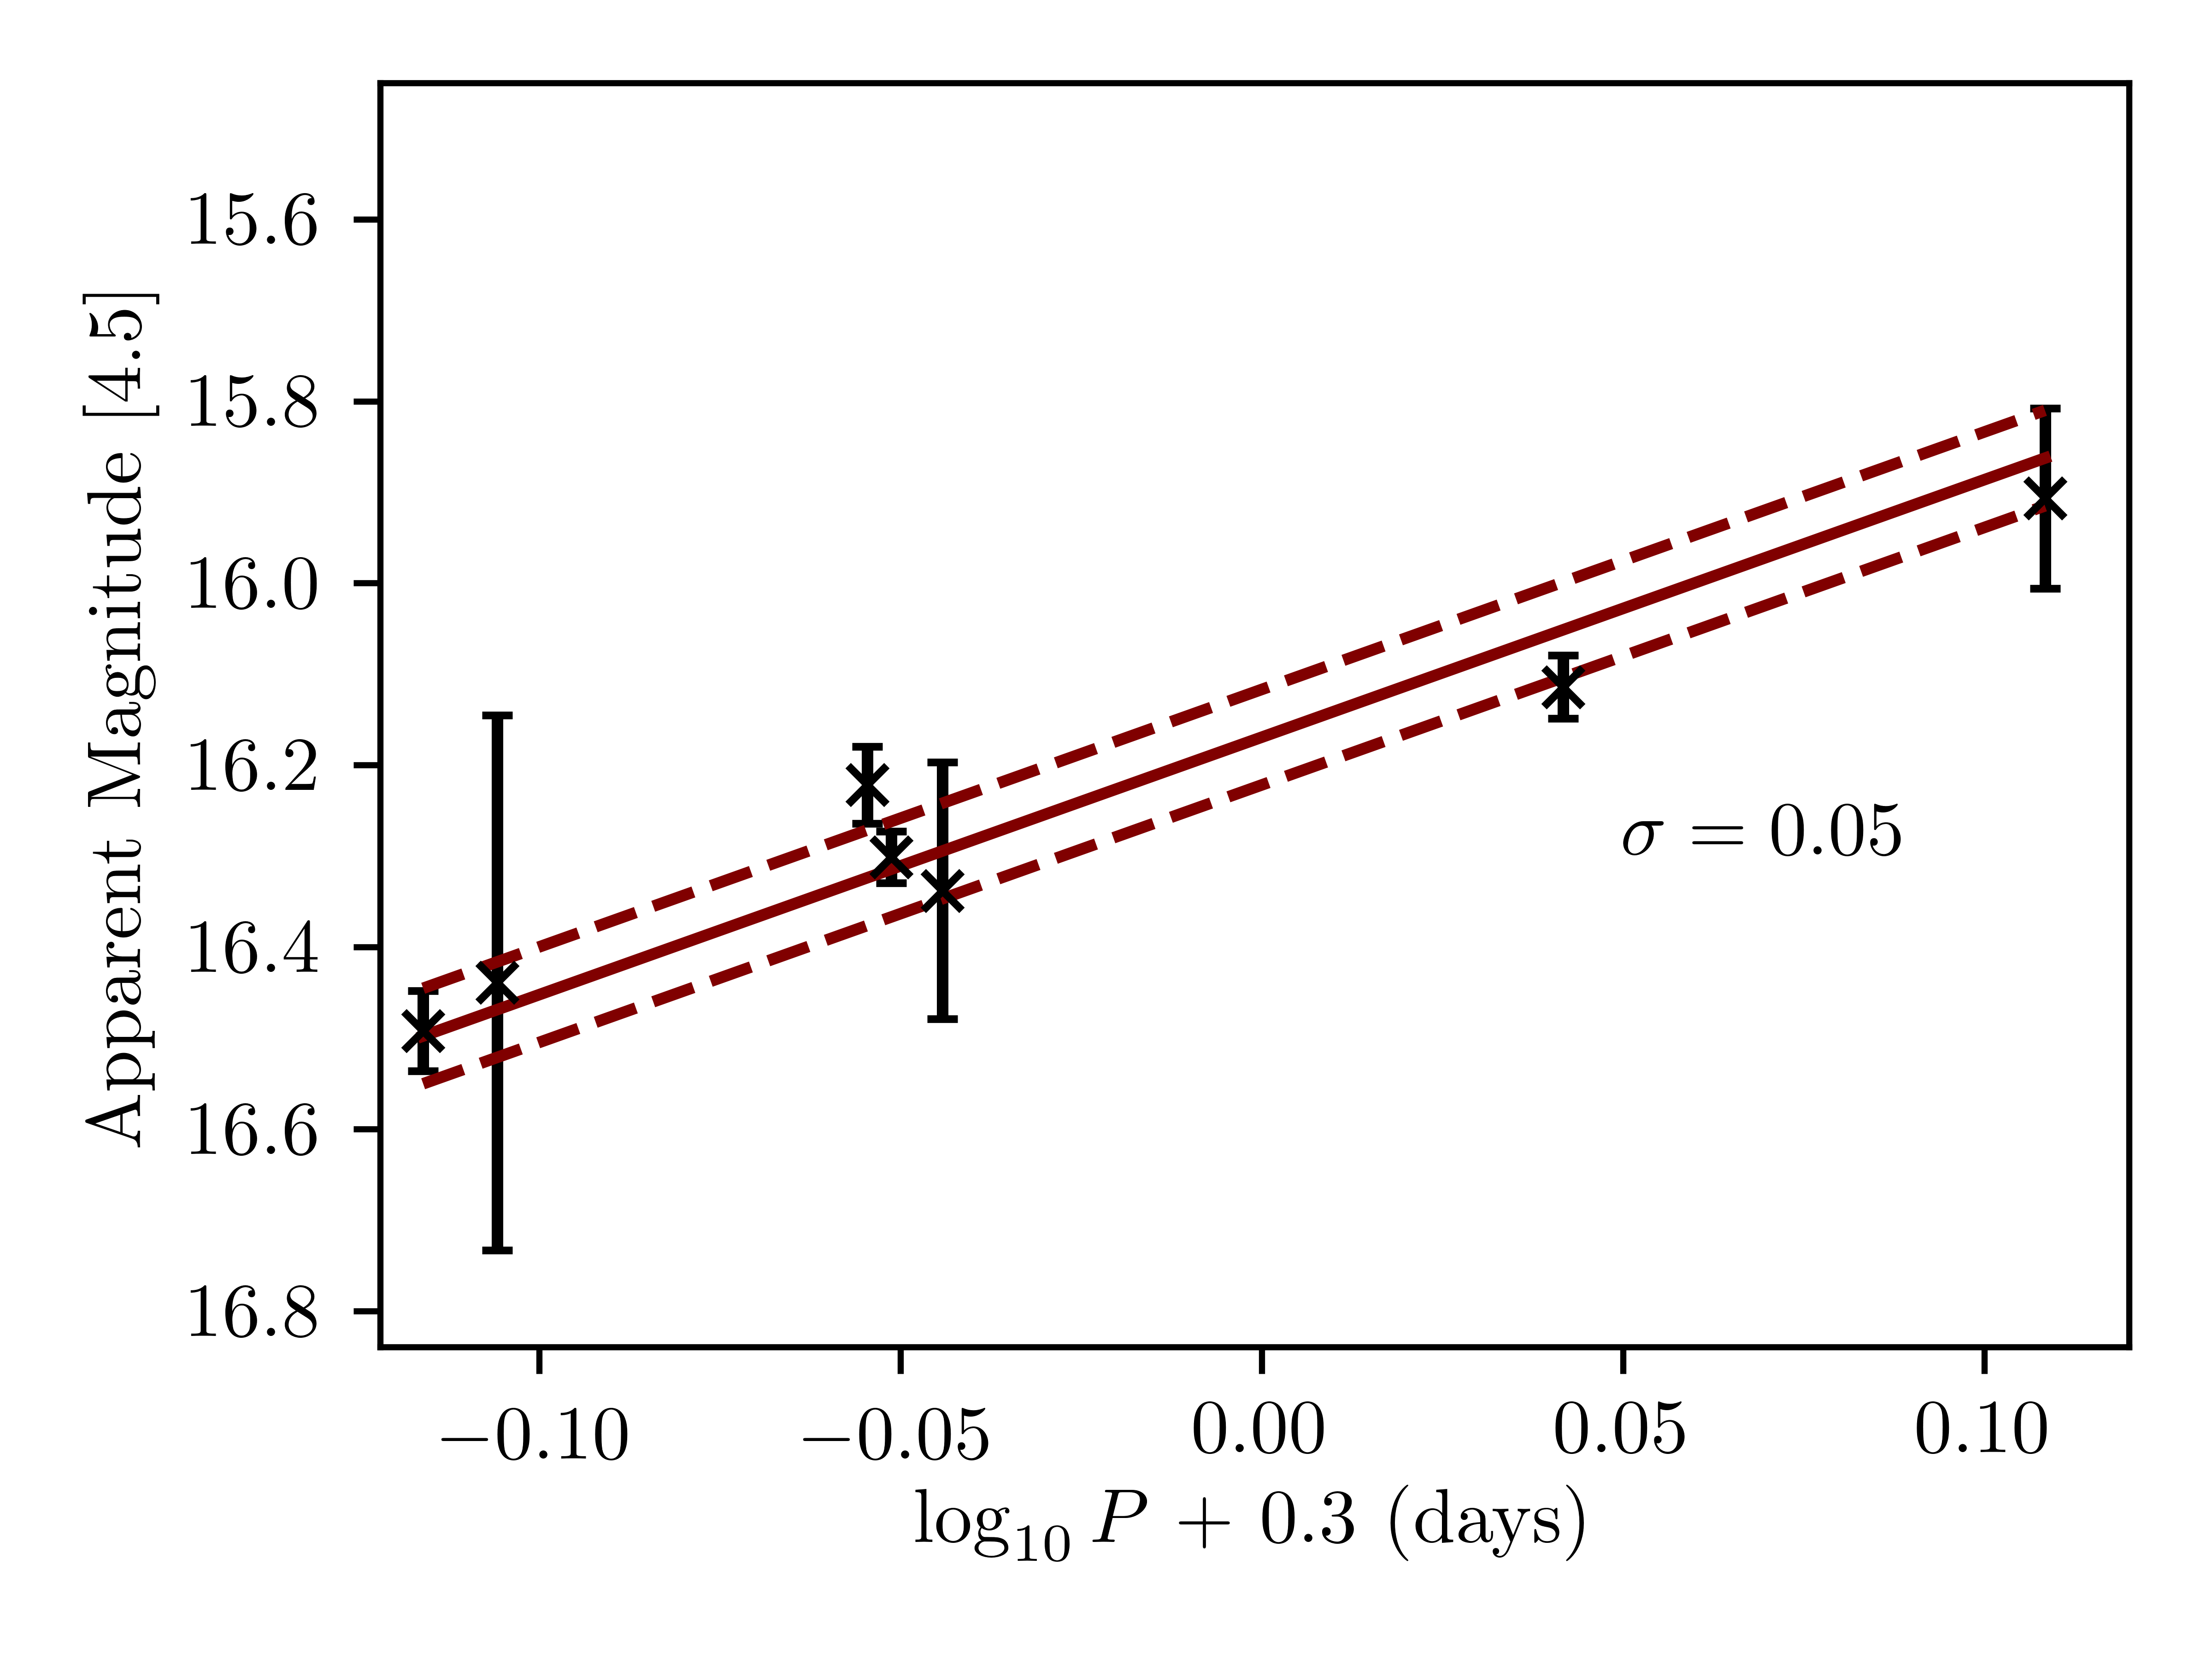 15.6
15.8
16.0
16.2
16.4
16.6
16.8
Apparent Magnitude [4.5]
σ = 0.05
−0.10 −0.05 0.00 0.05 0.10
log₁₀ P + 0.3 (days)